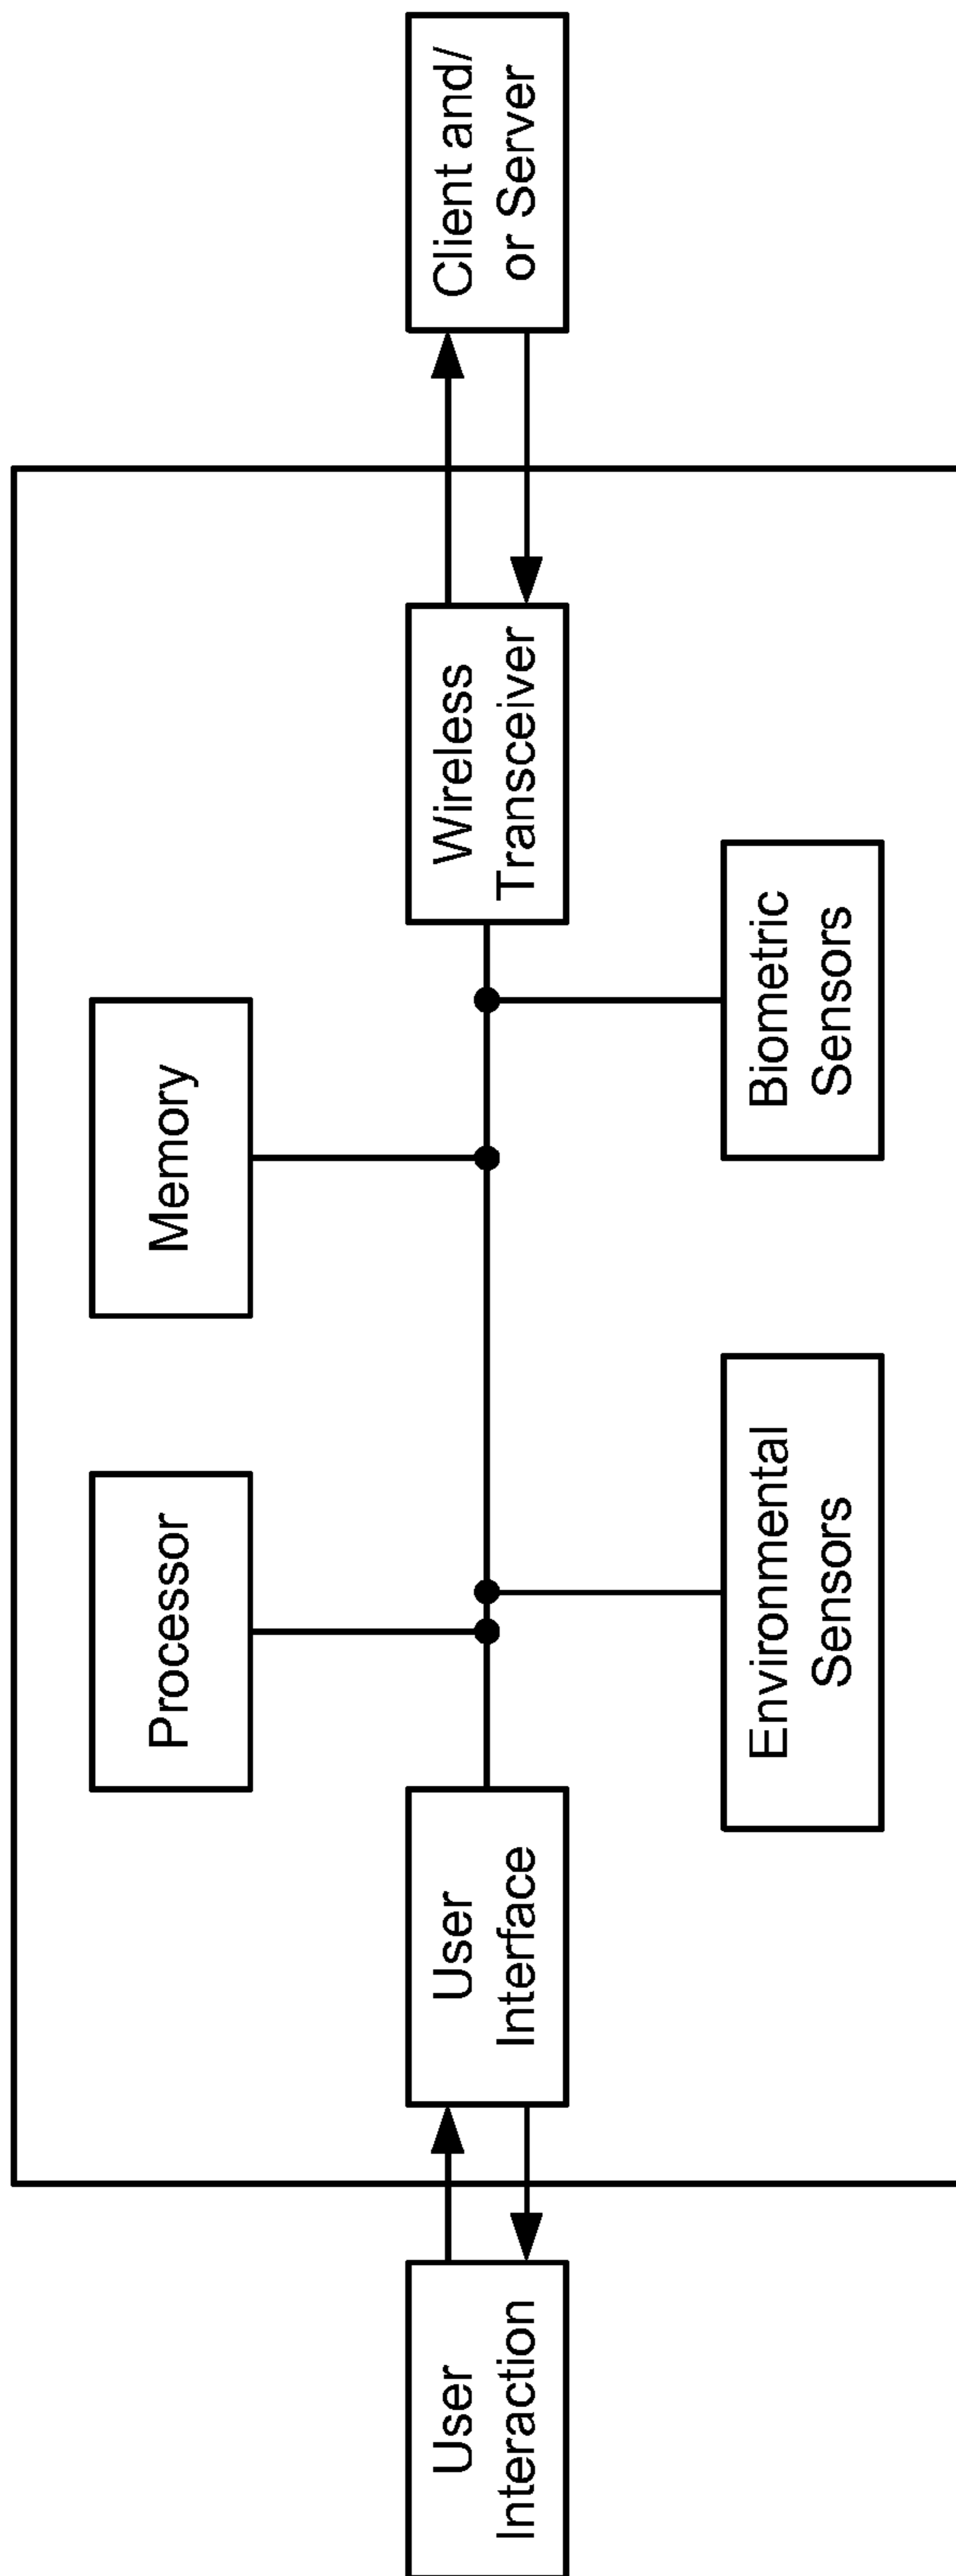 Processor
Memory
User
Interaction
User
Interface
Wireless
Transceiver
Client and/
or Server
Environmental
Sensors
Biometric
Sensors